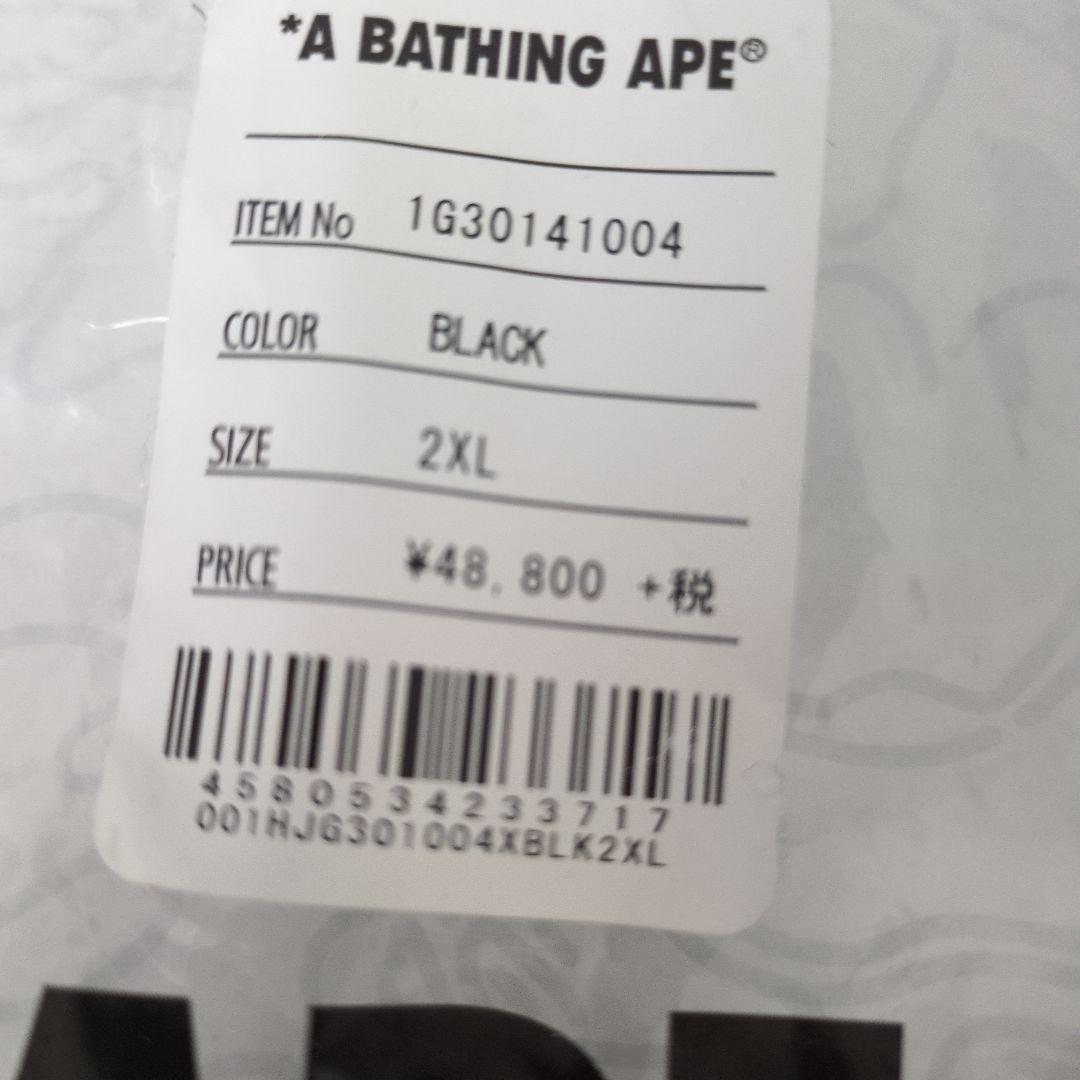 *A BATHING APE®
ITEM No 1G30141004
COLOR BLACK
SIZE 2XL
PRICE ¥48,800 +税
4580534233717
001HJG301004XBLK2XL